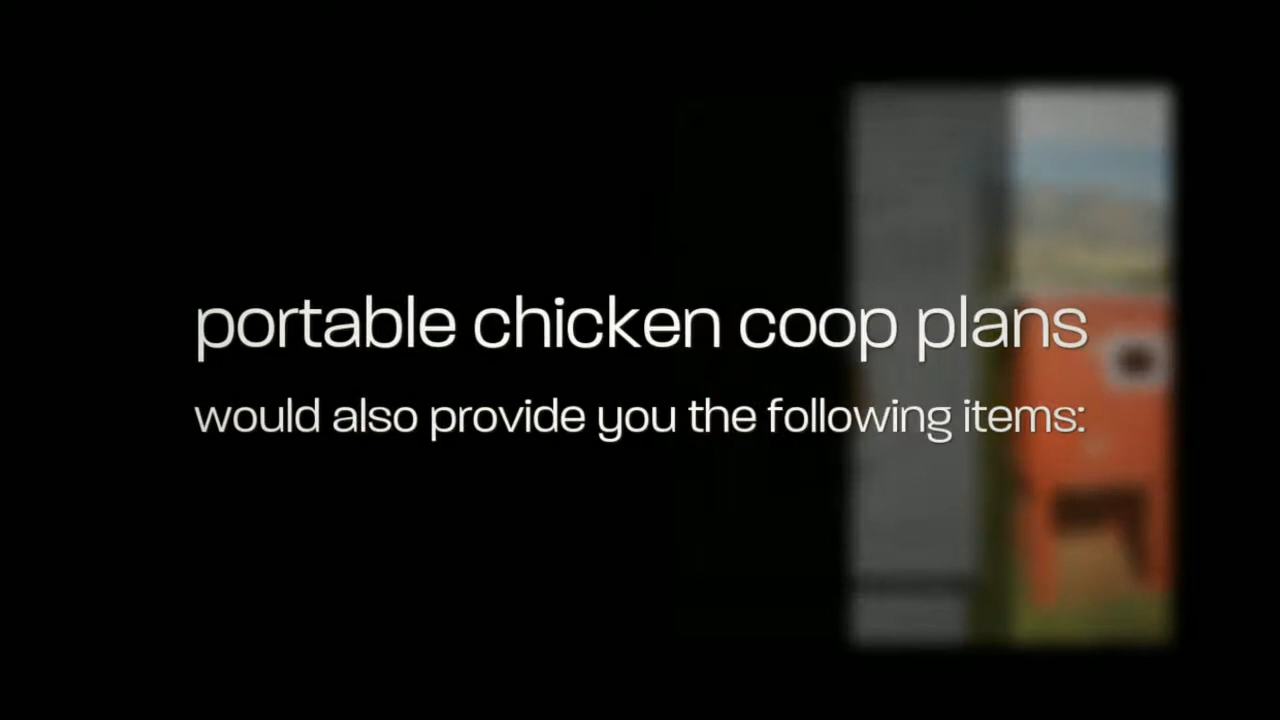 portable chicken coop plans
would also provide you the following items: